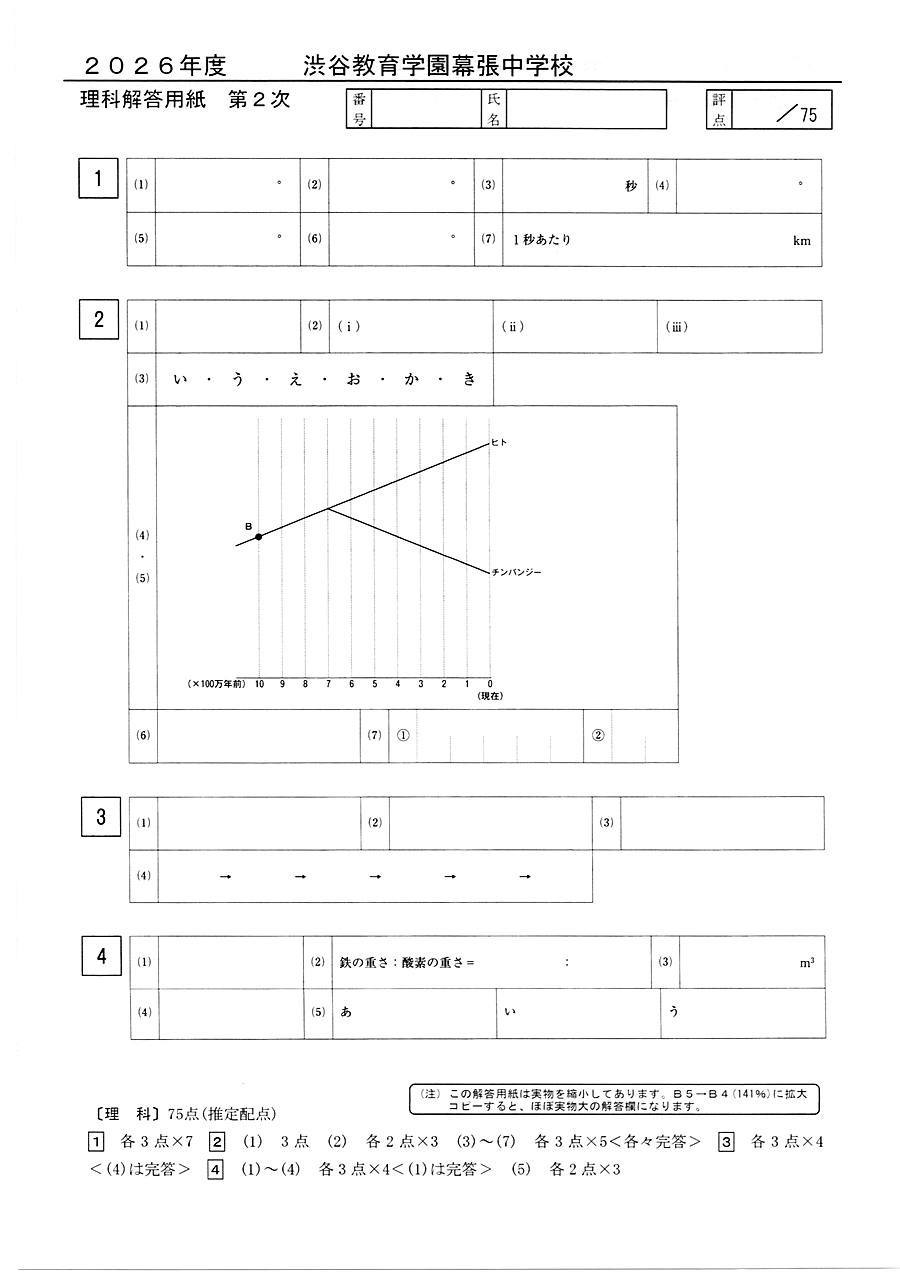 2026年度 渋谷教育学園幕張中学校
理科解答用紙 第2次 番号 氏名 評点 /75
1 (1) ° (2) ° (3) 秒 (4) °
(5) ° (6) ° (7) 1秒あたり km
2 (1) (2) (ⅰ) (ⅱ) (ⅲ)
(3) い・う・え・お・か・き
ヒト
B
(4)・(5)
チンパンジー
(×100万年前) 10 9 8 7 6 5 4 3 2 1 0
(現在)
(6) (7) ① ②
3 (1) (2) (3)
(4) → → → → →
4 (1) (2) 鉄の重さ:酸素の重さ= : (3) m³
(4) (5) あ い う
(注) この解答用紙は実物を縮小してあります。B5→B4(141%)に拡大
コピーすると、ほぼ実物大の解答欄になります。
〔理 科〕75点(推定配点)
1 各3点×7 2 (1) 3点 (2) 各2点×3 (3)~(7) 各3点×5<各々完答> 3 各3点×4
<(4)は完答> 4 (1)~(4) 各3点×4<(1)は完答> (5) 各2点×3